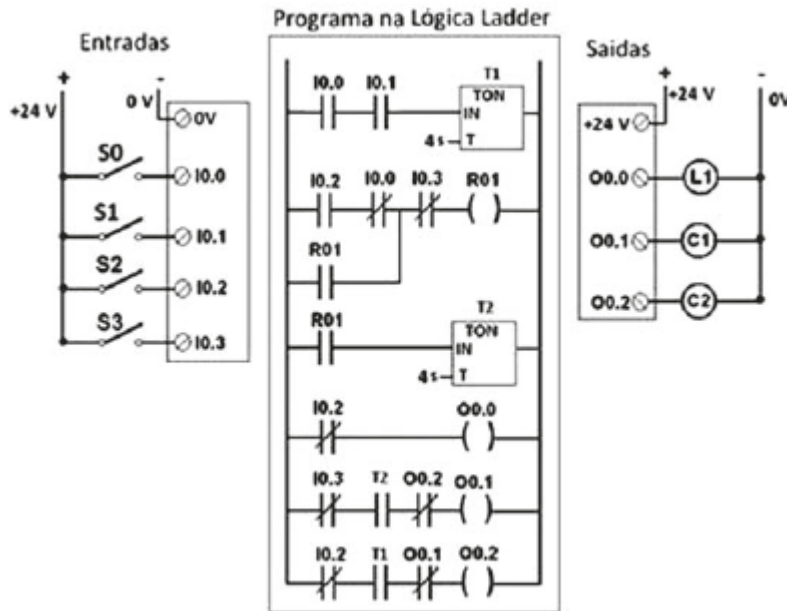 Programa na Lógica Ladder
Entradas
Saidas
+
-
+24 V
0 V
0V
S0
I0.0
S1
I0.1
S2
I0.2
S3
I0.3
I0.0 I0.1 T1
TON
IN
4s T
I0.2 I0.0 I0.3 R01
R01
R01 T2
TON
IN
4s T
I0.2 O0.0
I0.3 T2 O0.2 O0.1
I0.2 T1 O0.1 O0.2
+
-
+24 V
0V
+24 V
O0.0 L1
O0.1 C1
O0.2 C2